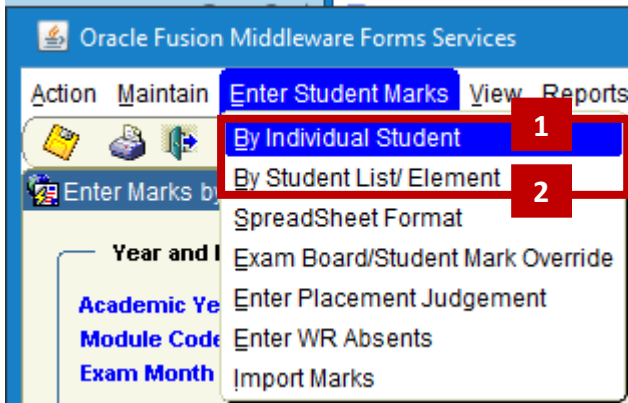 Oracle Fusion Middleware Forms Services
Action Maintain Enter Student Marks View Reports
By Individual Student 1
By Student List/ Element 2
Enter Marks by
SpreadSheet Format
Year and
Exam Board/Student Mark Override
Academic Ye
Enter Placement Judgement
Module Code
Enter WR Absents
Exam Month
Import Marks